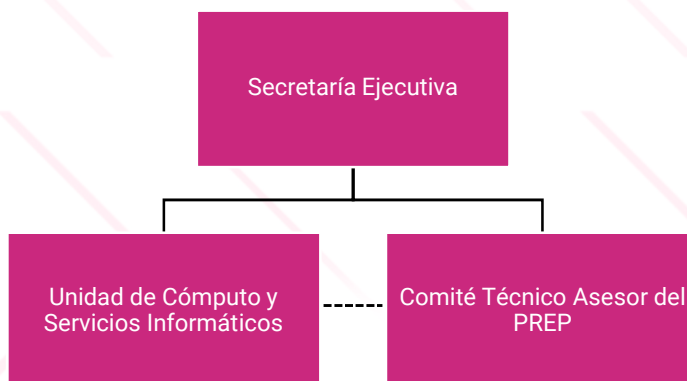 Secretaría Ejecutiva
Unidad de Cómputo y
Servicios Informáticos
Comité Técnico Asesor del
PREP